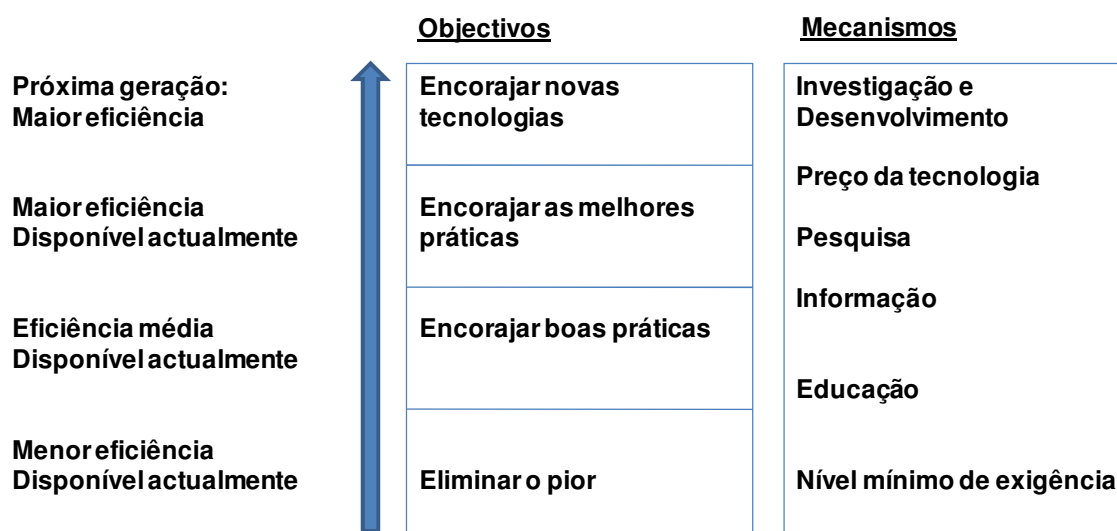 Objectivos
Mecanismos
Próxima geração:
Maior eficiência
Encorajar novas
tecnologias
Investigação e
Desenvolvimento
Preço da tecnologia
Maior eficiência
Disponível actualmente
Encorajar as melhores
práticas
Pesquisa
Informação
Eficiência média
Disponível actualmente
Encorajar boas práticas
Educação
Menor eficiência
Disponível actualmente
Eliminar o pior
Nível mínimo de exigência